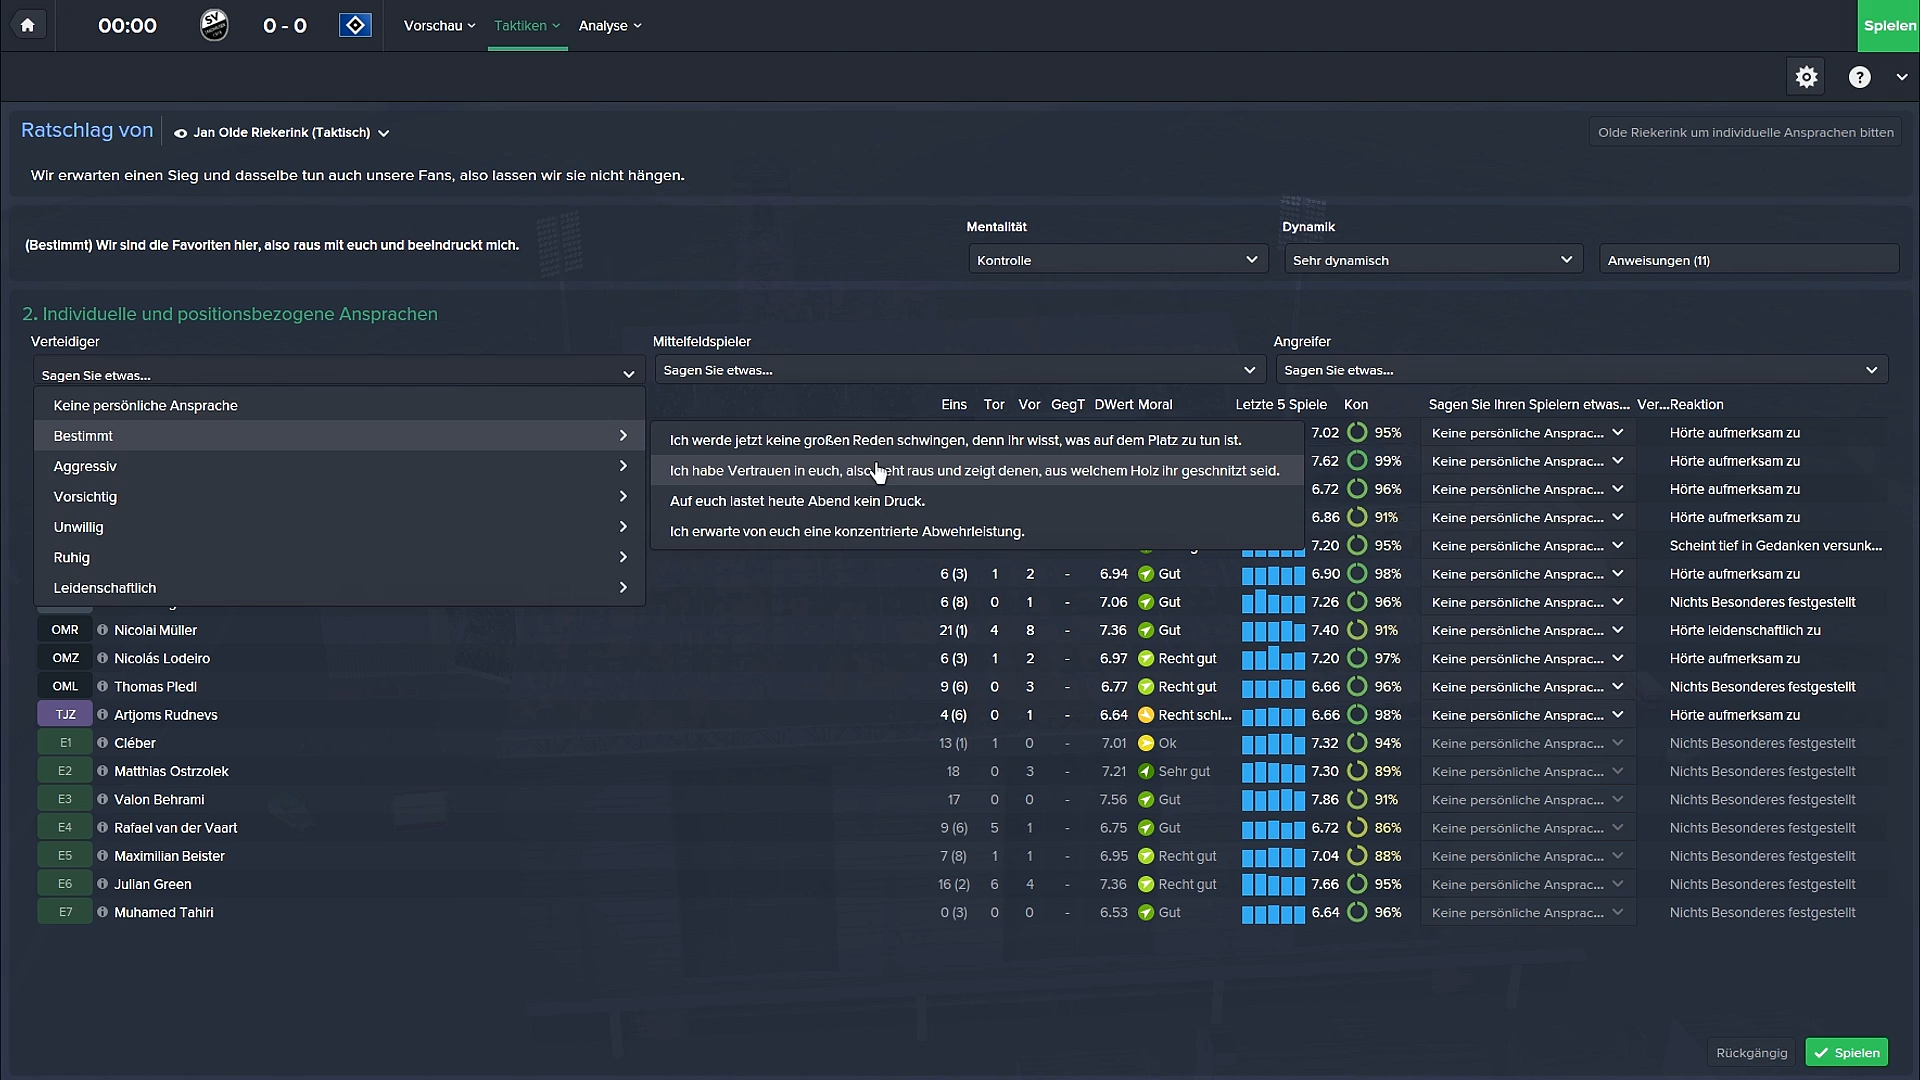 00:00
0 - 0
Vorschau
Taktiken
Analyse
Spielen
Ratschlag von
Jan Olde Riekerink (Taktisch)
Olde Riekerink um individuelle Ansprachen bitten
Wir erwarten einen Sieg und dasselbe tun auch unsere Fans, also lassen wir sie nicht hängen.
Mentalität
Dynamik
(Bestimmt) Wir sind die Favoriten hier, also raus mit euch und beeindruckt mich.
Kontrolle
Sehr dynamisch
Anweisungen (11)
2. Individuelle und positionsbezogene Ansprachen
Verteidiger
Mittelfeldspieler
Angreifer
Sagen Sie etwas...
Sagen Sie etwas...
Sagen Sie etwas...
Keine persönliche Ansprache
Bestimmt
Aggressiv
Vorsichtig
Unwillig
Ruhig
Leidenschaftlich
Ich werde jetzt keine großen Reden schwingen, denn ihr wisst, was auf dem Platz zu tun ist.
Ich habe Vertrauen in euch, also geht raus und zeigt denen, aus welchem Holz ihr geschnitzt seid.
Auf euch lastet heute Abend kein Druck.
Ich erwarte von euch eine konzentrierte Abwehrleistung.
Eins Tor Vor GegT DWert Moral Letzte 5 Spiele Kon Sagen Sie Ihren Spielern etwas... Ver... Reaktion
7.02 95% Keine persönliche Ansprac... Hörte aufmerksam zu
7.62 99% Keine persönliche Ansprac... Hörte aufmerksam zu
6.72 96% Keine persönliche Ansprac... Hörte aufmerksam zu
6.86 91% Keine persönliche Ansprac... Hörte aufmerksam zu
7.20 95% Keine persönliche Ansprac... Scheint tief in Gedanken versunk...
6 (3) 1 2 - 6.94 Gut 6.90 98% Keine persönliche Ansprac... Hörte aufmerksam zu
6 (8) 0 1 - 7.06 Gut 7.26 96% Keine persönliche Ansprac... Nichts Besonderes festgestellt
OMR Nicolai Müller 21 (1) 4 8 - 7.36 Gut 7.40 91% Keine persönliche Ansprac... Hörte leidenschaftlich zu
OMZ Nicolás Lodeiro 6 (3) 1 2 - 6.97 Recht gut 7.20 97% Keine persönliche Ansprac... Hörte aufmerksam zu
OML Thomas Pledl 9 (6) 0 3 - 6.77 Recht gut 6.66 96% Keine persönliche Ansprac... Nichts Besonderes festgestellt
TJZ Artjoms Rudnevs 4 (6) 0 1 - 6.64 Recht schl... 6.66 98% Keine persönliche Ansprac... Hörte aufmerksam zu
E1 Cléber 13 (1) 1 0 - 7.01 Ok 7.32 94% Keine persönliche Ansprac... Nichts Besonderes festgestellt
E2 Matthias Ostrzolek 18 0 3 - 7.21 Sehr gut 7.30 89% Keine persönliche Ansprac... Nichts Besonderes festgestellt
E3 Valon Behrami 17 0 0 - 7.56 Gut 7.86 91% Keine persönliche Ansprac... Nichts Besonderes festgestellt
E4 Rafael van der Vaart 9 (6) 5 1 - 6.75 Gut 6.72 86% Keine persönliche Ansprac... Nichts Besonderes festgestellt
E5 Maximilian Beister 7 (8) 1 1 - 6.95 Recht gut 7.04 88% Keine persönliche Ansprac... Nichts Besonderes festgestellt
E6 Julian Green 16 (2) 6 4 - 7.36 Recht gut 7.66 95% Keine persönliche Ansprac... Nichts Besonderes festgestellt
E7 Muhamed Tahiri 0 (3) 0 0 - 6.53 Gut 6.64 96% Keine persönliche Ansprac... Nichts Besonderes festgestellt
Rückgängig
Spielen